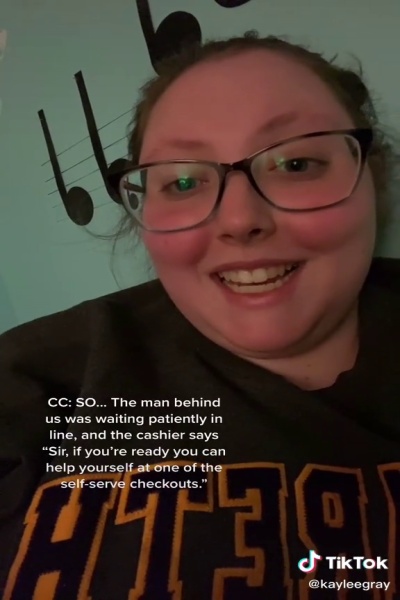 CC: SO... The man behind
us was waiting patiently in
line, and the cashier says
“Sir, if you’re ready you can
help yourself at one of the
self-serve checkouts.”
PERTH
TikTok
@kayleegray